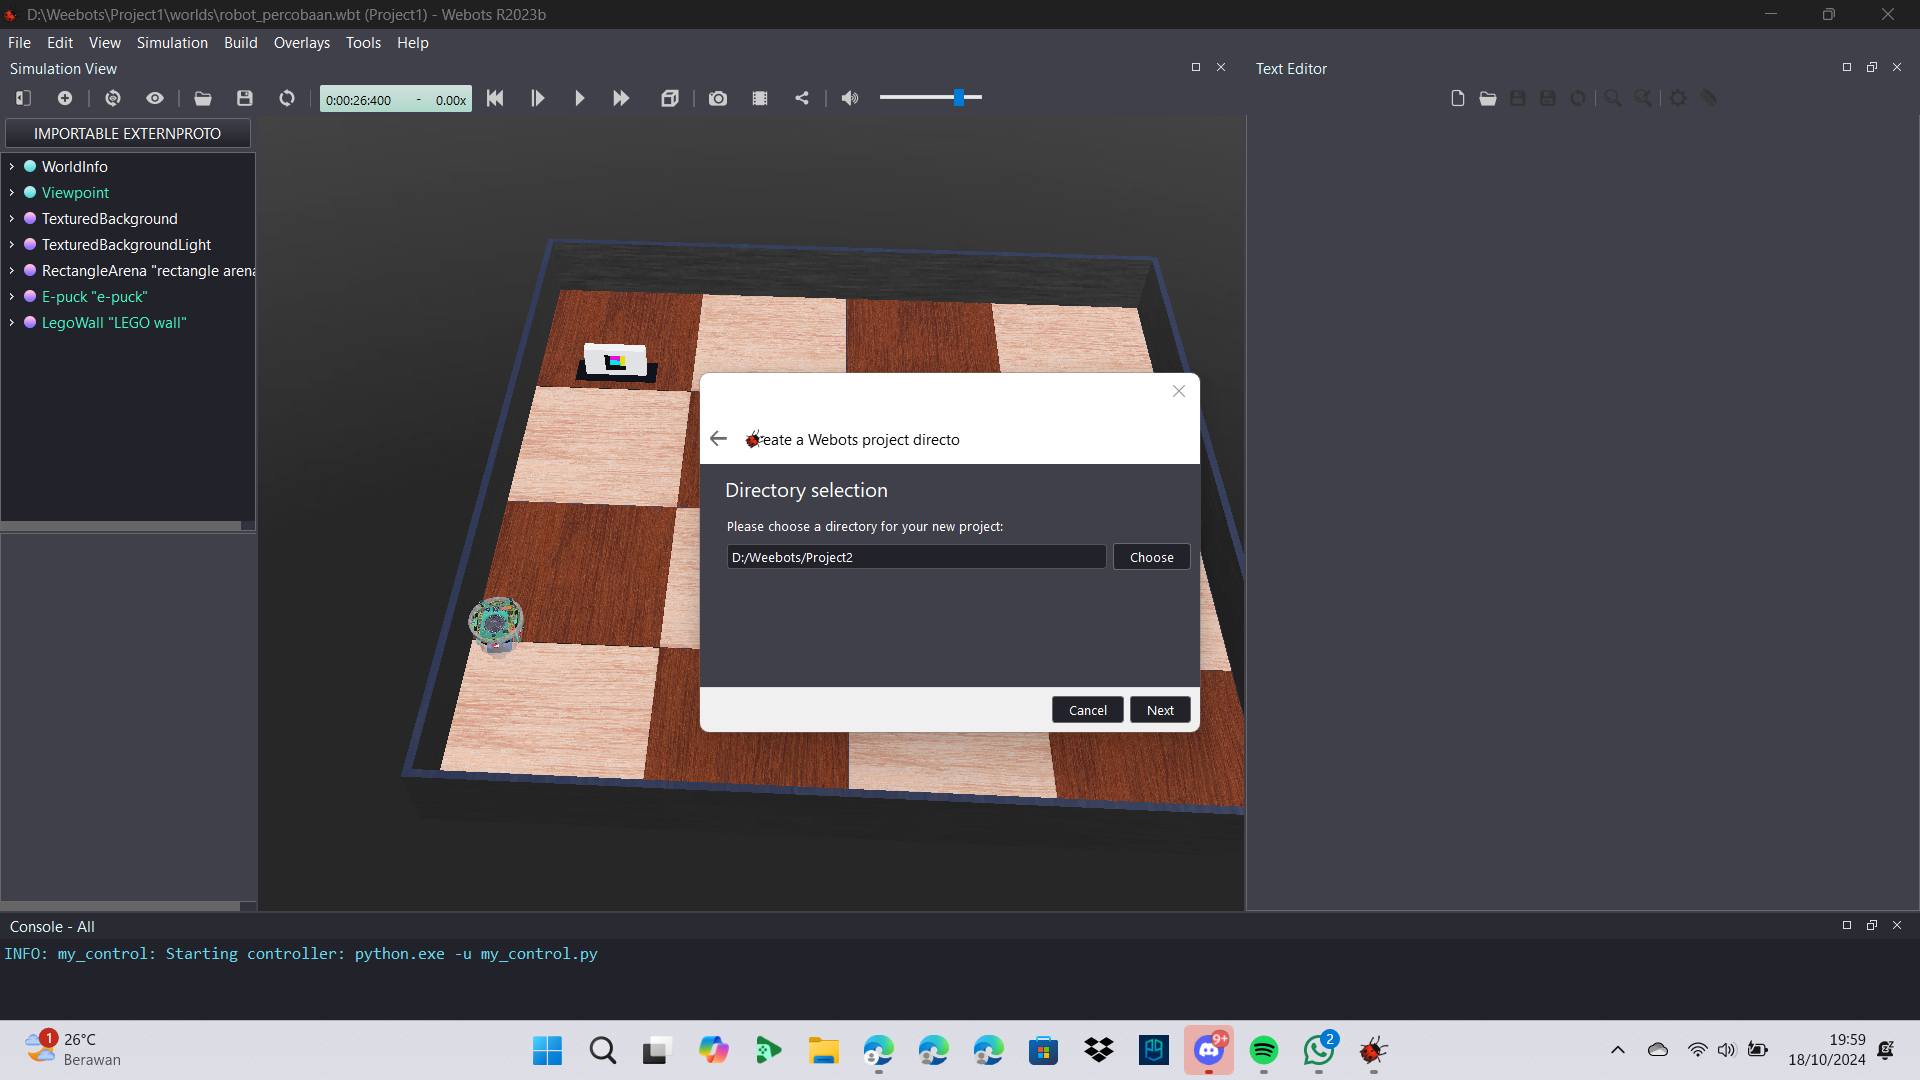 D:\Weebots\Project1\worlds\robot_percobaan.wbt (Project1) - Webots R2023b
File Edit View Simulation Build Overlays Tools Help
Simulation View
Text Editor
0:00:26:400 - 0.00x
IMPORTABLE EXTERNPROTO
WorldInfo
Viewpoint
TexturedBackground
TexturedBackgroundLight
RectangleArena "rectangle arena
E-puck "e-puck"
LegoWall "LEGO wall"
eate a Webots project directo
Directory selection
Please choose a directory for your new project:
D:/Weebots/Project2
Choose
Cancel
Next
Console - All
INFO: my_control: Starting controller: python.exe -u my_control.py
1
26°C
Berawan
9+
2
19:59
18/10/2024